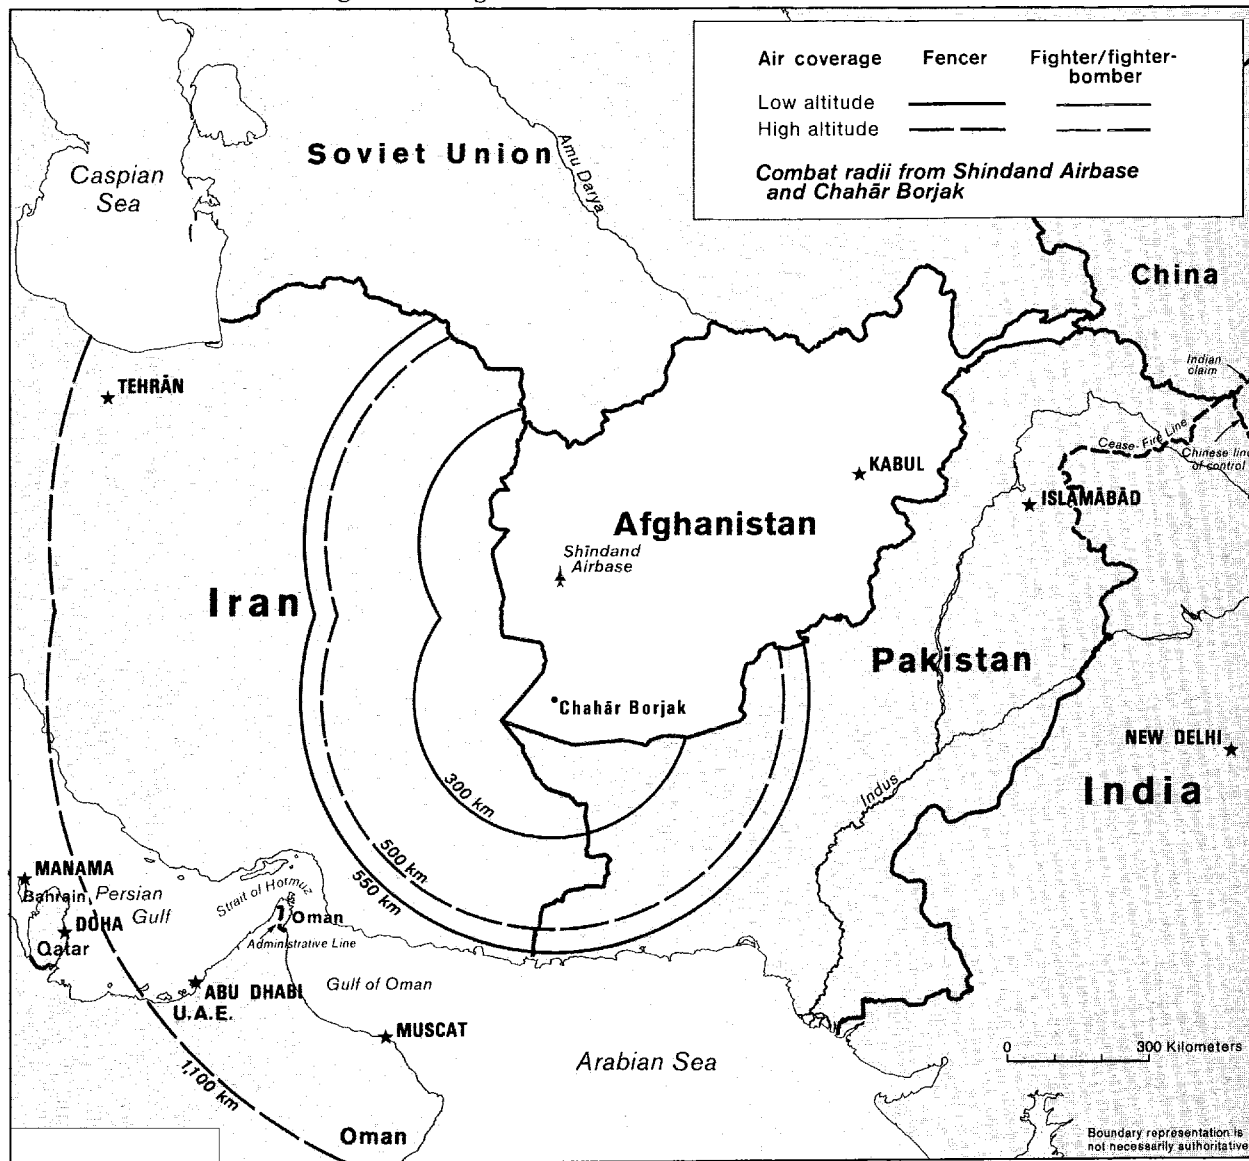 Air coverage Fencer Fighter/fighter-
bomber
Low altitude
High altitude
Combat radii from Shindand Airbase
and Chahār Borjak
Soviet Union
Caspian
Sea
Amu Darya
China
Indian
claim
TEHRĀN
Cease-Fire Line
Chinese line
of control
KABUL
ISLĀMĀBĀD
Afghanistan
Shindand
Airbase
Iran
Pakistan
Chahār Borjak
NEW DELHI
India
Indus
300 km
500 km
550 km
MANAMA
Bahrain
Persian
Gulf
Strait of Hormuz
DOHA
Qatar
Oman
Administrative Line
ABU DHABI
U.A.E.
Gulf of Oman
MUSCAT
Arabian Sea
1,100 km
Oman
0 300 Kilometers
Boundary representation is
not necessarily authoritative